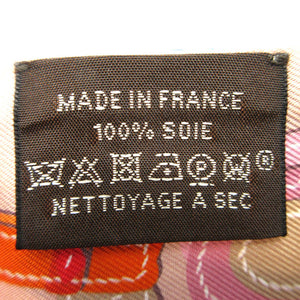 MADE IN FRANCE
100% SOIE
P W ®
NETTOYAGE A SEC